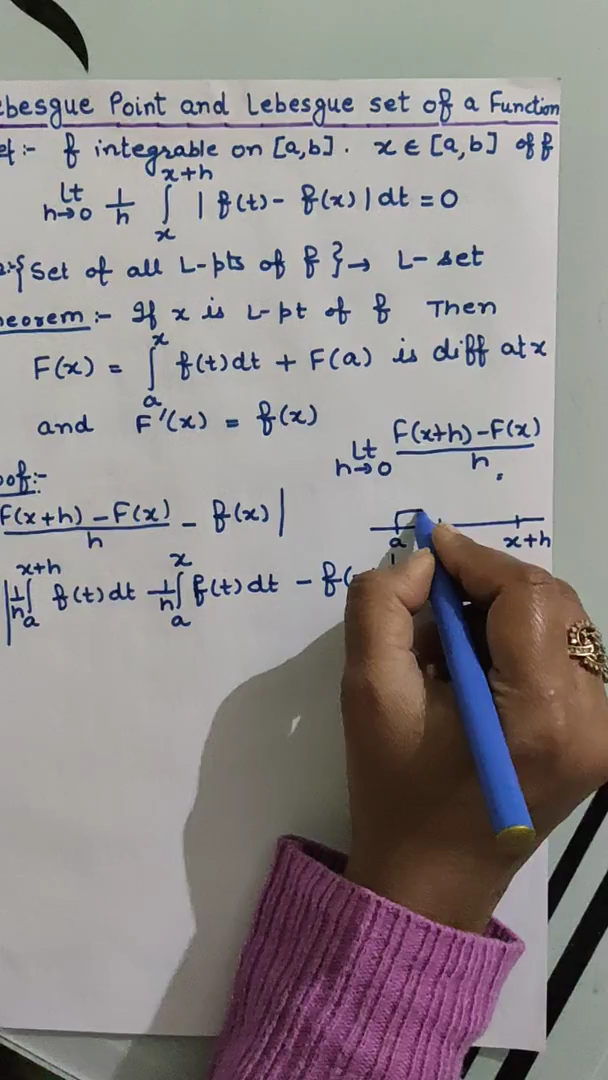 ebesgue Point and Lebesgue set of a Function
ef :- f integrable on [a,b]. x ∈ [a,b] of f
Lt h→0 1/h ∫_x^{x+h} | f(t) - f(x) | dt = 0
:- {Set of all L-pts of f} → L-set
eorem :- If x is L-pt of f Then
F(x) = ∫_a^x f(t)dt + F(a) is diff at x
and F'(x) = f(x)
Lt h→0 (F(x+h) - F(x))/h
oof:-
(F(x+h) - F(x))/h - f(x) |
a x+h
| 1/h ∫_a^{x+h} f(t) dt - 1/h ∫_a^x f(t) dt - f(